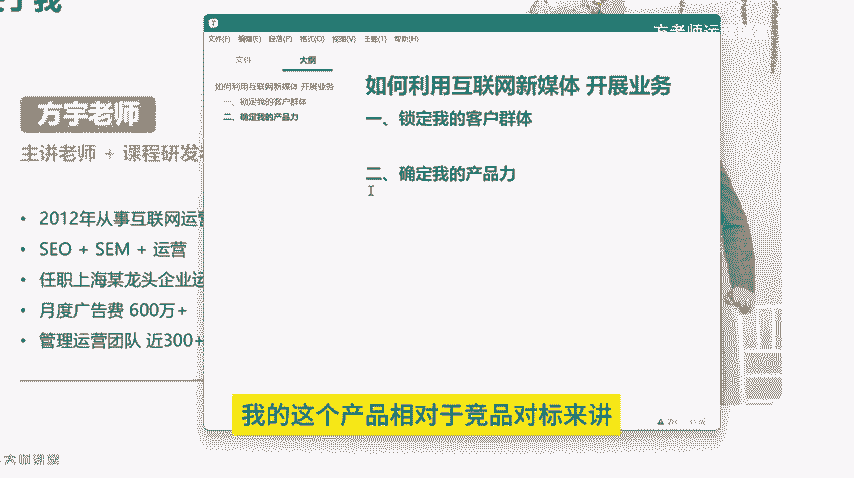 方宇老师
主讲老师 + 课程研发
• 2012年从事互联网运营
• SEO + SEM + 运营
• 任职上海某龙头企业运
• 月度广告费 600万+
• 管理运营团队 近300+
文件(F) 编辑(E) 段落(P) 格式(O) 视图(V) 主题(T) 帮助(H)
文件 大纲
如何利用互联网新媒体 开展业务
一、锁定我的客户群体
二、确定我的产品力
如何利用互联网新媒体 开展业务
一、锁定我的客户群体
二、确定我的产品力
我的这个产品相对于竞品对标来讲